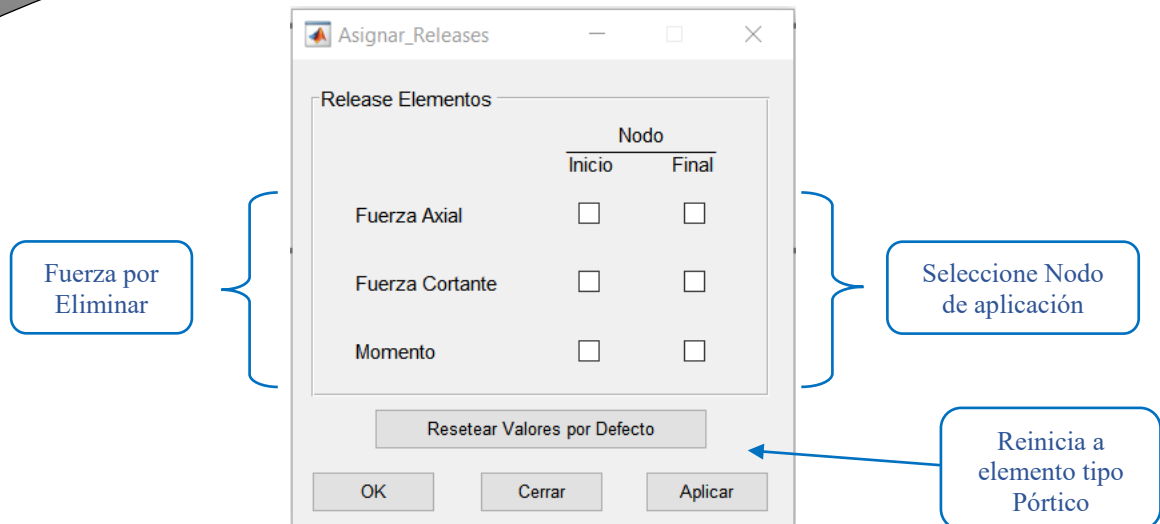 Asignar_Releases
Release Elementos
Nodo
Inicio Final
Fuerza Axial
Fuerza Cortante
Momento
Fuerza por
Eliminar
Seleccione Nodo
de aplicación
Resetear Valores por Defecto
Reinicia a
elemento tipo
Pórtico
OK Cerrar Aplicar